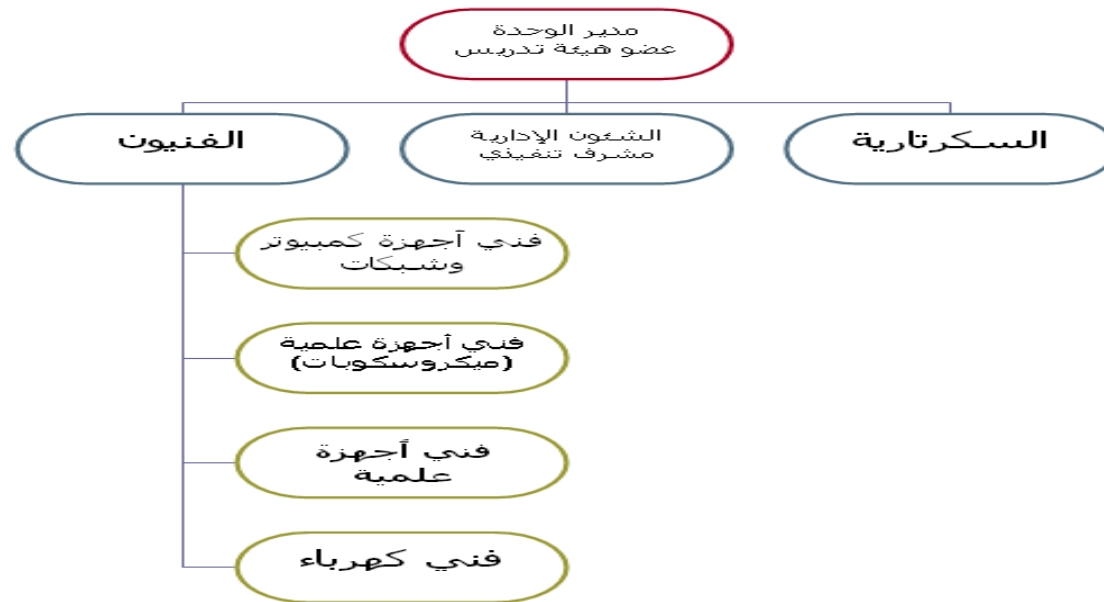 مدير الوحدة
عضو هيئة تدريس
السكرتارية
الشئون الإدارية
مشرف تنفيذي
الفنيون
فني آجهزة كمبيوتر
وشبكات
فني أجهزة علمية
(ميكروسكوبات)
فني أجهزة
علمية
فني كهرباء